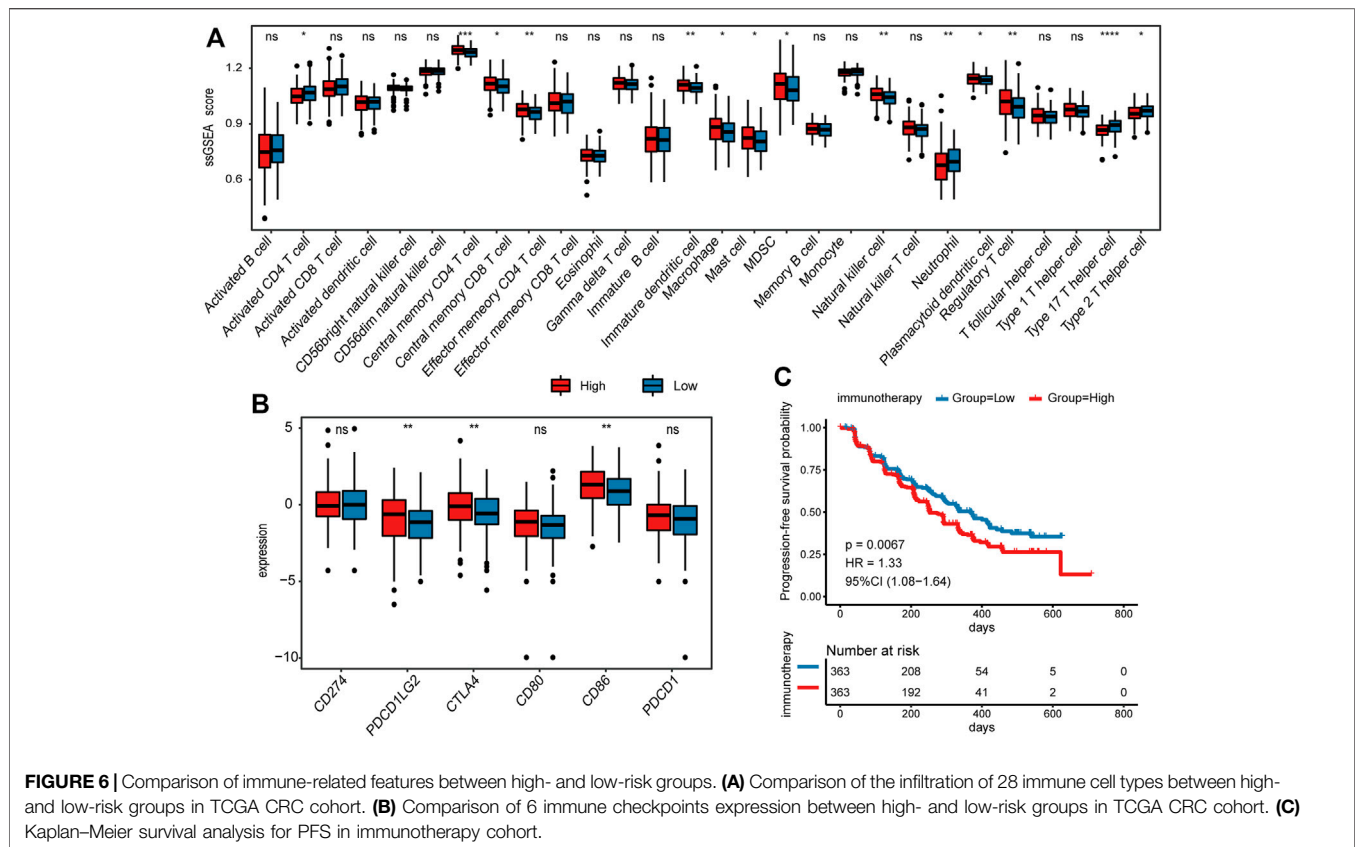 A
ns * ns ns ns ns *** * ** ns ns ns ns ** * * * ns ns ** ns ** * ** ns ns **** *
1.2
0.9
0.6
ssGSEA score
Activated B cell
Activated CD4 T cell
Activated CD8 T cell
Activated dendritic cell
CD56bright natural killer cell
CD56dim natural killer cell
Central memory CD4 T cell
Central memory CD8 T cell
Effector memory CD4 T cell
Effector memory CD8 T cell
Eosinophil
Gamma delta T cell
Immature B cell
Immature dendritic cell
Macrophage
Mast cell
MDSC
Memory B cell
Monocyte
Natural killer cell
Natural killer T cell
Neutrophil
Plasmacytoid dendritic cell
Regulatory T cell
T follicular helper cell
Type 1 T helper cell
Type 17 T helper cell
Type 2 T helper cell
High Low
B
ns ** ** ns ** ns
5
0
−5
−10
expression
CD274
PDCD1LG2
CTLA4
CD80
CD86
PDCD1
C
immunotherapy Group=Low Group=High
Progression-free survival probability
1.00
0.75
0.50
0.25
0.00
p = 0.0067
HR = 1.33
95%CI (1.08−1.64)
0 200 400 600 800
days
Number at risk
immunotherapy
363 208 54 5 0
363 192 41 2 0
0 200 400 600 800
days
FIGURE 6 | Comparison of immune-related features between high- and low-risk groups. (A) Comparison of the infiltration of 28 immune cell types between high-
and low-risk groups in TCGA CRC cohort. (B) Comparison of 6 immune checkpoints expression between high- and low-risk groups in TCGA CRC cohort. (C)
Kaplan–Meier survival analysis for PFS in immunotherapy cohort.